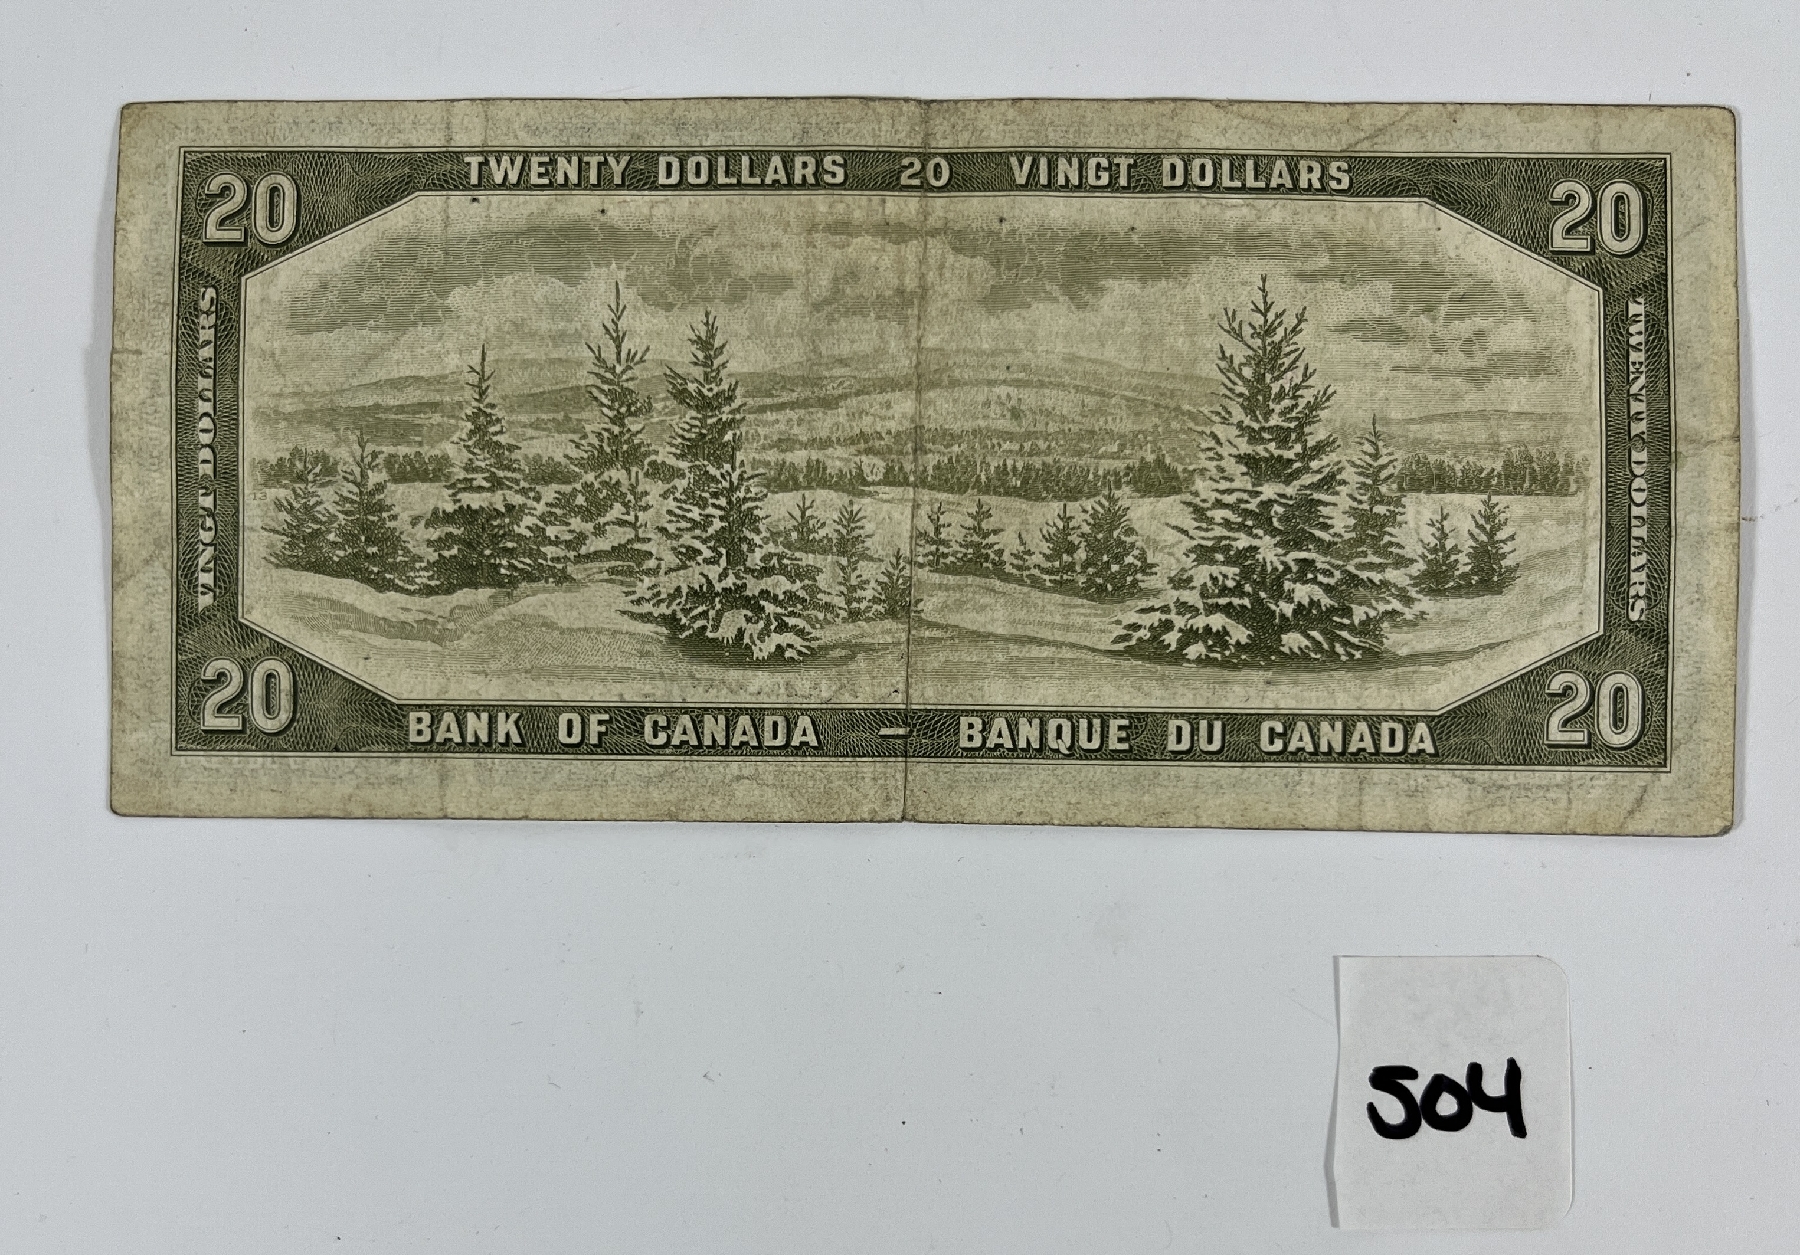 TWENTY DOLLARS 20 VINGT DOLLARS
20
20
VINGT DOLLARS
TWENTY DOLLARS
13
20
20
BANK OF CANADA — BANQUE DU CANADA
504